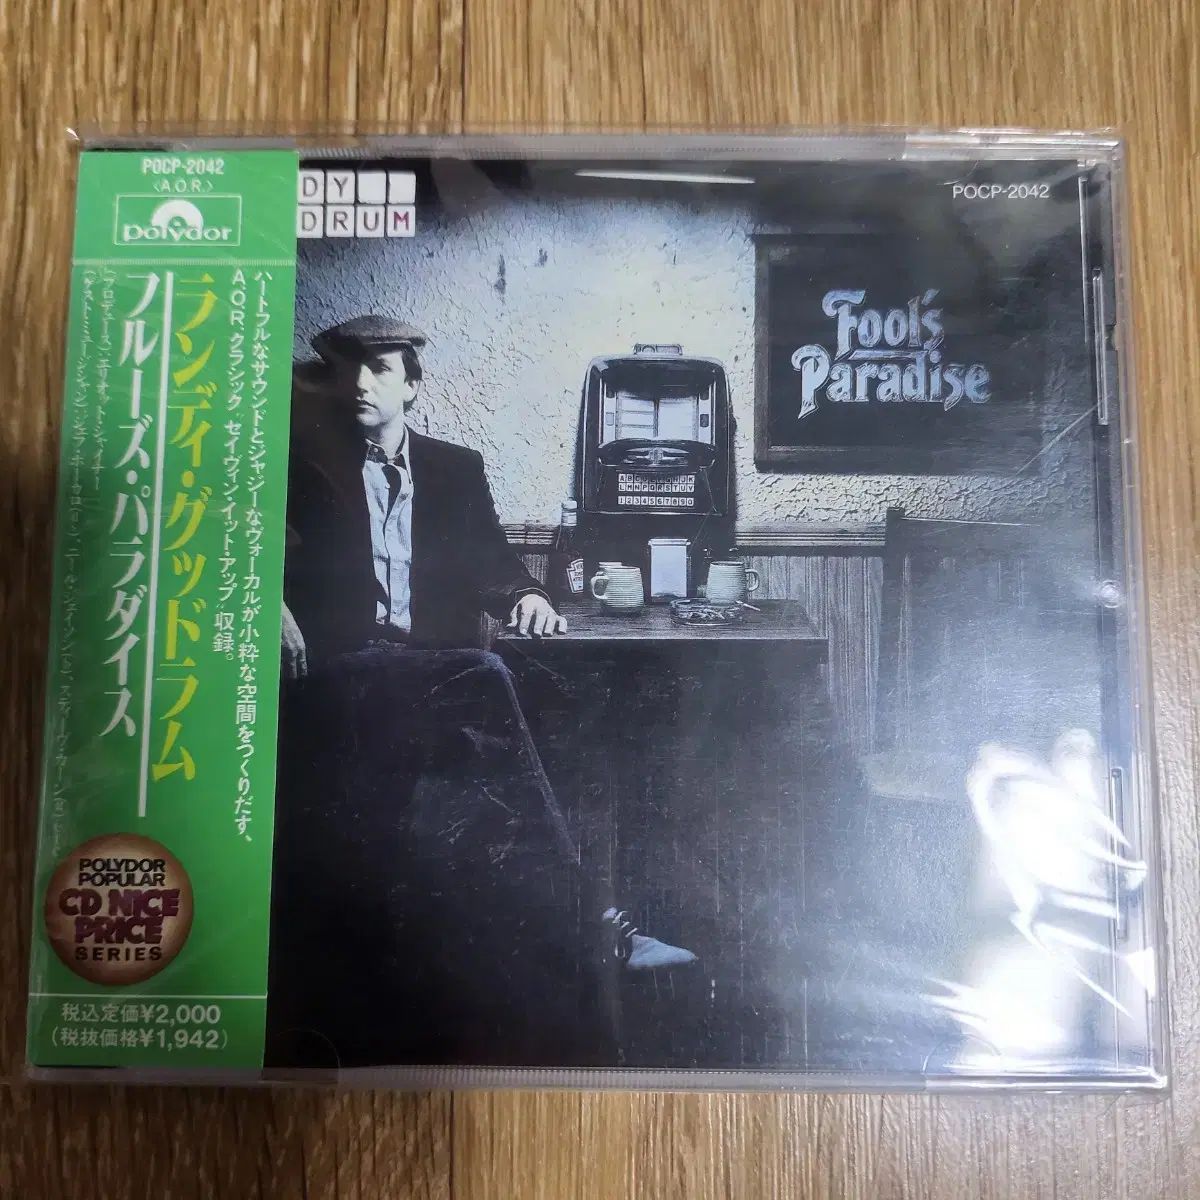 POCP-2042
〈A.O.R.〉
polydor
ランディ・グッドラム
フルーズ・パラダイス
ハートフルなサウンドとジャジーなヴォーカルが小粋な空間をつくりだす、
A.O.R.クラシック"セイヴィン・イット・アップ"収録。
POLYDOR
POPULAR
CD NICE
PRICE
SERIES
税込定価¥2,000
(税抜価格¥1,942)
DY
DRUM
POCP-2042
Fool's
Paradise
1234567890